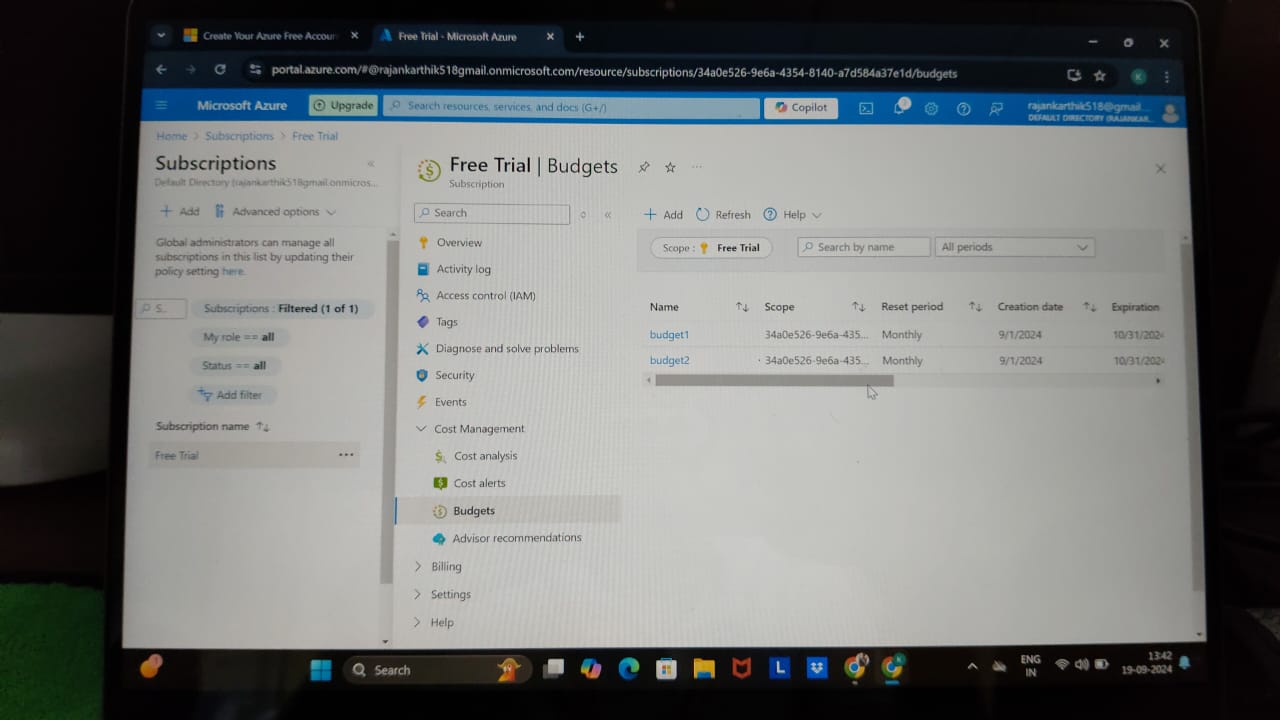 Create Your Azure Free Accoun
Free Trial - Microsoft Azure
portal.azure.com/#@rajankarthik518gmail.onmicrosoft.com/resource/subscriptions/34a0e526-9e6a-4354-8140-a7d584a37e1d/budgets
K
Microsoft Azure
Upgrade
Search resources, services, and docs (G+/)
Copilot
rajankarthik518@gmail....
DEFAULT DIRECTORY (RAJANKAR...
Home > Subscriptions > Free Trial
Subscriptions
Default Directory (rajankarthik518gmail.onmicros...
+ Add
Advanced options
Global administrators can manage all
subscriptions in this list by updating their
policy setting here.
S..
Subscriptions : Filtered (1 of 1)
My role == all
Status == all
Add filter
Subscription name
Free Trial
...
Free Trial | Budgets
...
Subscription
Search
Overview
Activity log
Access control (IAM)
Tags
Diagnose and solve problems
Security
Events
Cost Management
Cost analysis
Cost alerts
Budgets
Advisor recommendations
Billing
Settings
Help
+ Add
Refresh
Help
Scope : Free Trial
Search by name
All periods
Name Scope Reset period Creation date Expiration
budget1 34a0e526-9e6a-435... Monthly 9/1/2024 10/31/202
budget2 34a0e526-9e6a-435... Monthly 9/1/2024 10/31/202
Search
L
ENG
IN
13:42
19-09-2024